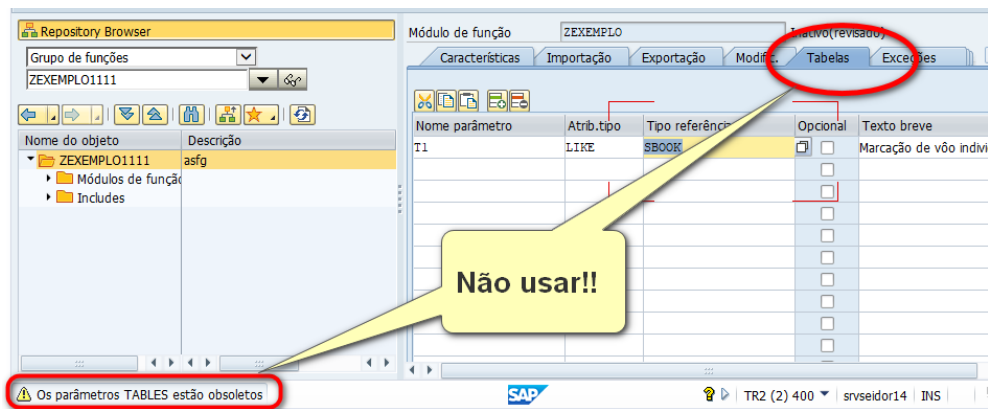 Repository Browser
Grupo de funções
ZEXEMPLO1111
Nome do objeto Descrição
ZEXEMPLO1111 asfg
Módulos de funçã
Includes
Módulo de função ZEXEMPLO Inativo(revisado)
Características Importação Exportação Modific. Tabelas Exceções
Nome parâmetro Atrib.tipo Tipo referência Opcional Texto breve
T1 LIKE SBOOK Marcação de vôo indivi
Não usar!!
Os parâmetros TABLES estão obsoletos
SAP
TR2 (2) 400 srvseidor14 INS